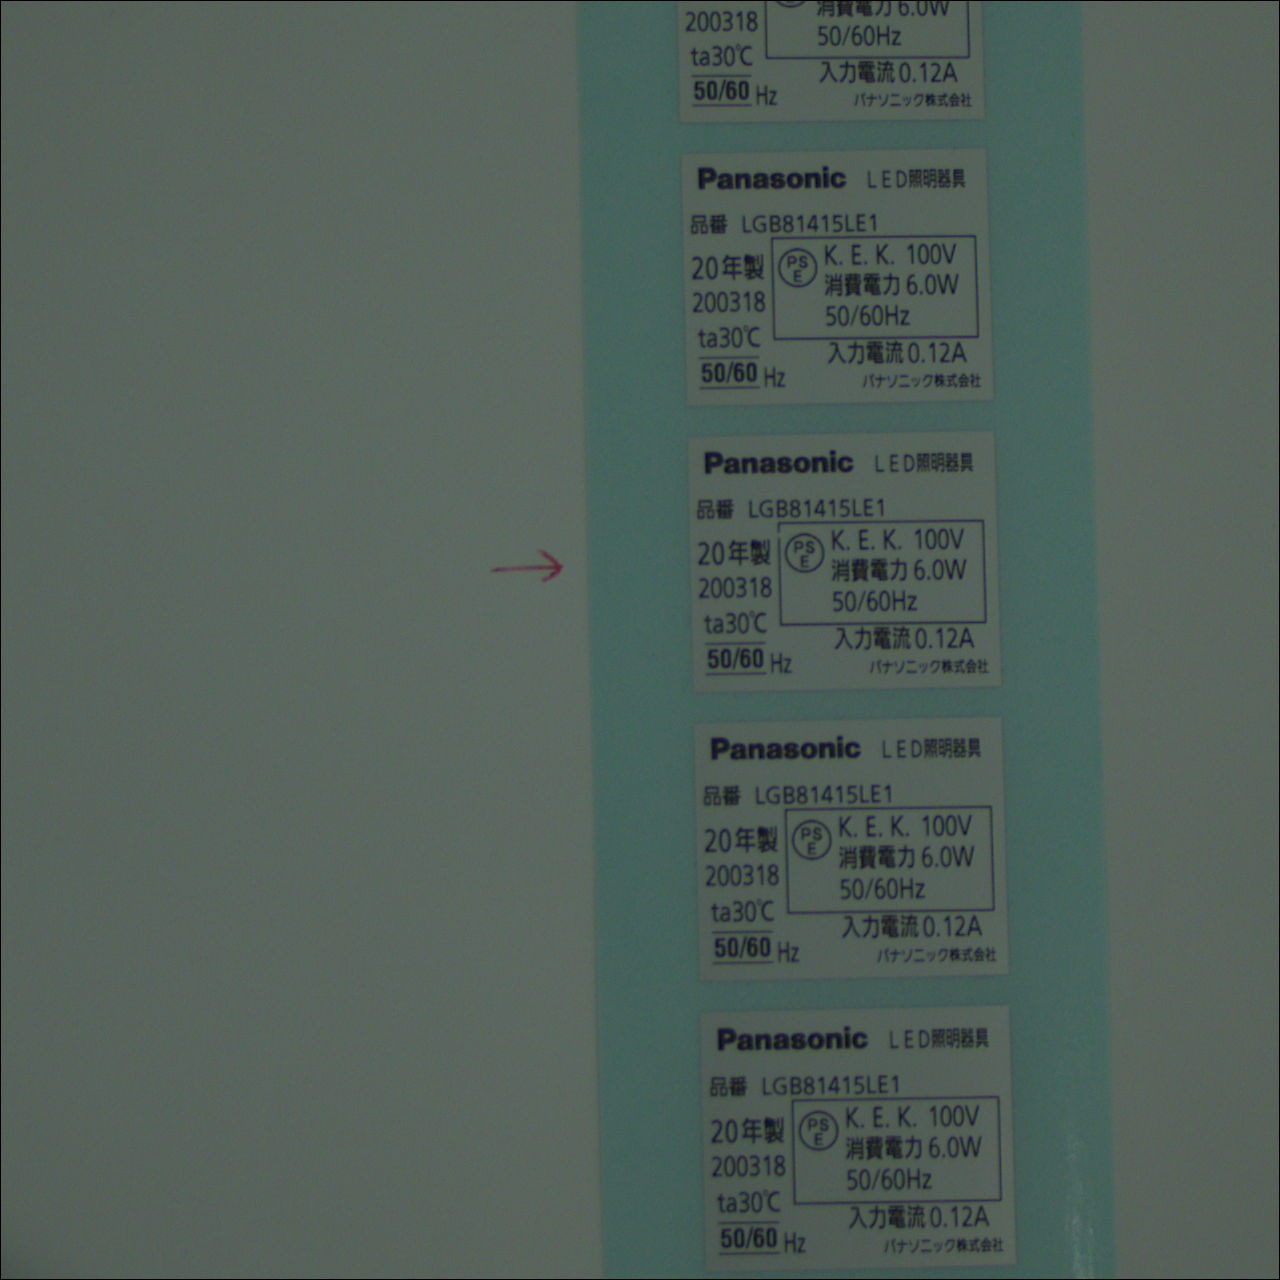 消費電力 6.0W
200318
50/60Hz
ta30℃
入力電流 0.12A
50/60 Hz
パナソニック株式会社
Panasonic LED照明器具
品番 LGB81415LE1
20年製
PSE
K. E. K. 100V
消費電力 6.0W
200318
50/60Hz
ta30℃
入力電流 0.12A
50/60 Hz
パナソニック株式会社
Panasonic LED照明器具
品番 LGB81415LE1
20年製
PSE
K. E. K. 100V
消費電力 6.0W
200318
50/60Hz
ta30℃
入力電流 0.12A
50/60 Hz
パナソニック株式会社
Panasonic LED照明器具
品番 LGB81415LE1
20年製
PSE
K. E. K. 100V
消費電力 6.0W
200318
50/60Hz
ta30℃
入力電流 0.12A
50/60 Hz
パナソニック株式会社
Panasonic LED照明器具
品番 LGB81415LE1
20年製
PSE
K. E. K. 100V
消費電力 6.0W
200318
50/60Hz
ta30℃
入力電流 0.12A
50/60 Hz
パナソニック株式会社